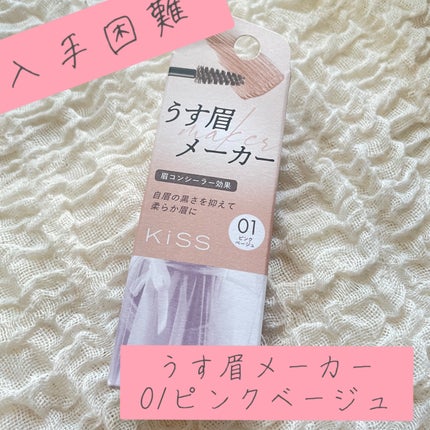 入手困難
うす眉
maker
メーカー
眉コンシーラー効果
自眉の黒さを抑えて
柔らか眉に
01
ピンク
ベージュ
KiSS
うす眉メーカー
01ピンクベージュ